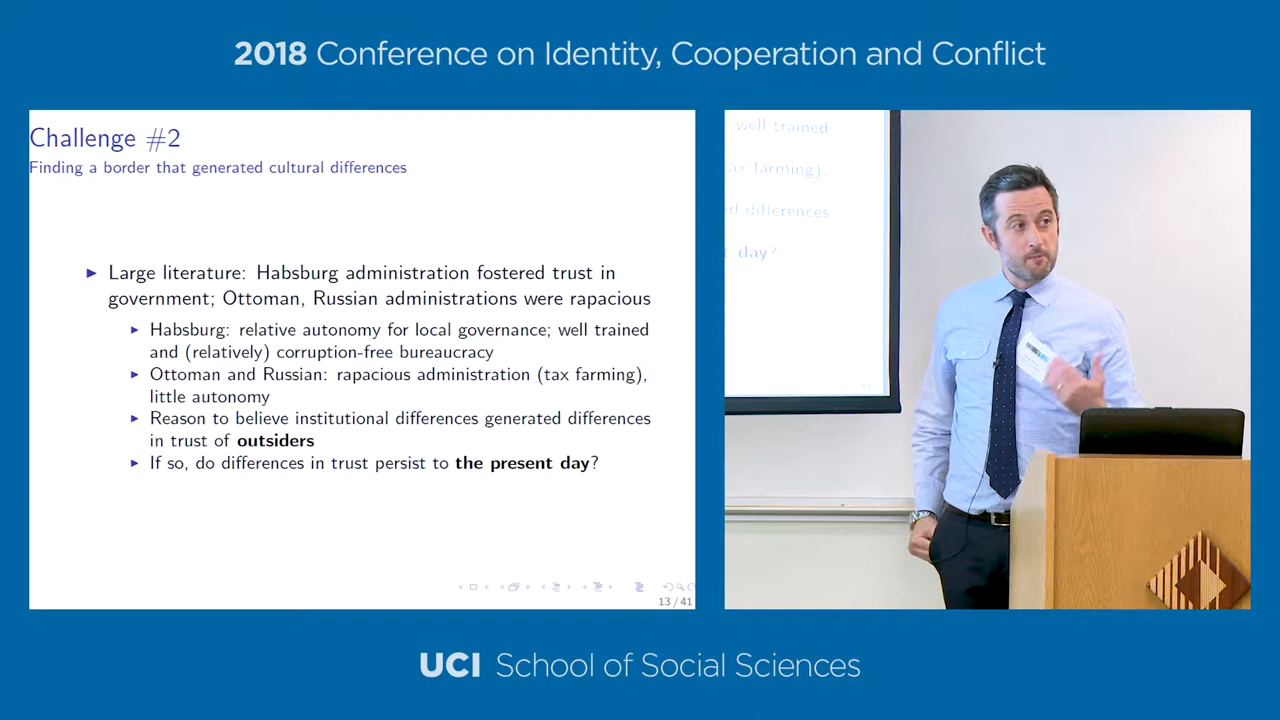 2018 Conference on Identity, Cooperation and Conflict
Challenge #2
Finding a border that generated cultural differences
Large literature: Habsburg administration fostered trust in
government; Ottoman, Russian administrations were rapacious
Habsburg: relative autonomy for local governance; well trained
and (relatively) corruption-free bureaucracy
Ottoman and Russian: rapacious administration (tax farming),
little autonomy
Reason to believe institutional differences generated differences
in trust of outsiders
If so, do differences in trust persist to the present day?
13 / 41
well trained
ax farming),
differences
day?
UCI School of Social Sciences